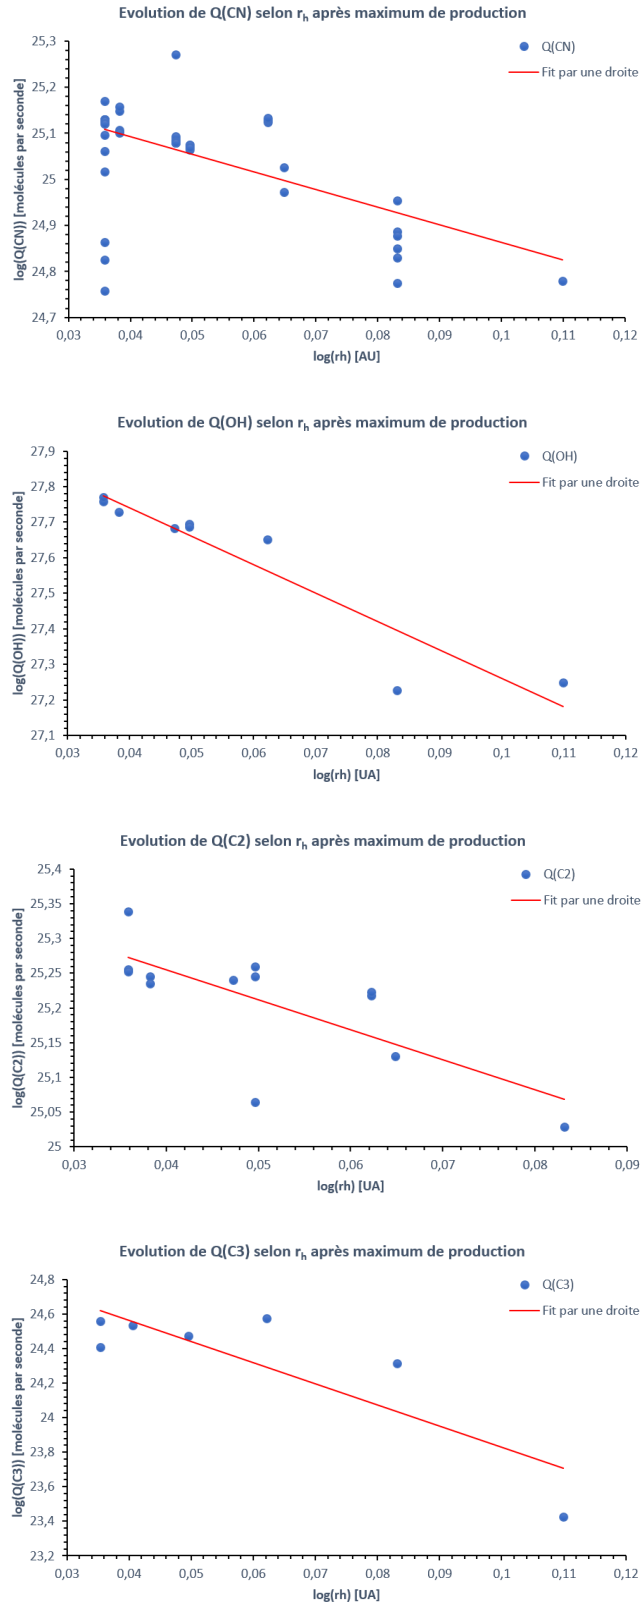 Evolution de Q(CN) selon rₕ après maximum de production
25,3
25,2
25,1
25
24,9
24,8
24,7
log(Q(CN)) [molécules par seconde]
Q(CN)
Fit par une droite
0,03 0,04 0,05 0,06 0,07 0,08 0,09 0,1 0,11 0,12
log(rh) [AU]
Evolution de Q(OH) selon rₕ après maximum de production
27,9
27,8
27,7
27,6
27,5
27,4
27,3
27,2
27,1
log(Q(OH)) [molécules par seconde]
Q(OH)
Fit par une droite
0,03 0,04 0,05 0,06 0,07 0,08 0,09 0,1 0,11 0,12
log(rh) [UA]
Evolution de Q(C2) selon rₕ après maximum de production
25,4
25,35
25,3
25,25
25,2
25,15
25,1
25,05
25
log(Q(C2)) [molécules par seconde]
Q(C2)
Fit par une droite
0,03 0,04 0,05 0,06 0,07 0,08 0,09
log(rh) [UA]
Evolution de Q(C3) selon rₕ après maximum de production
24,8
24,6
24,4
24,2
24
23,8
23,6
23,4
23,2
log(Q(C3)) [molécules par seconde]
Q(C3)
Fit par une droite
0,03 0,04 0,05 0,06 0,07 0,08 0,09 0,1 0,11 0,12
log(rh) [UA]